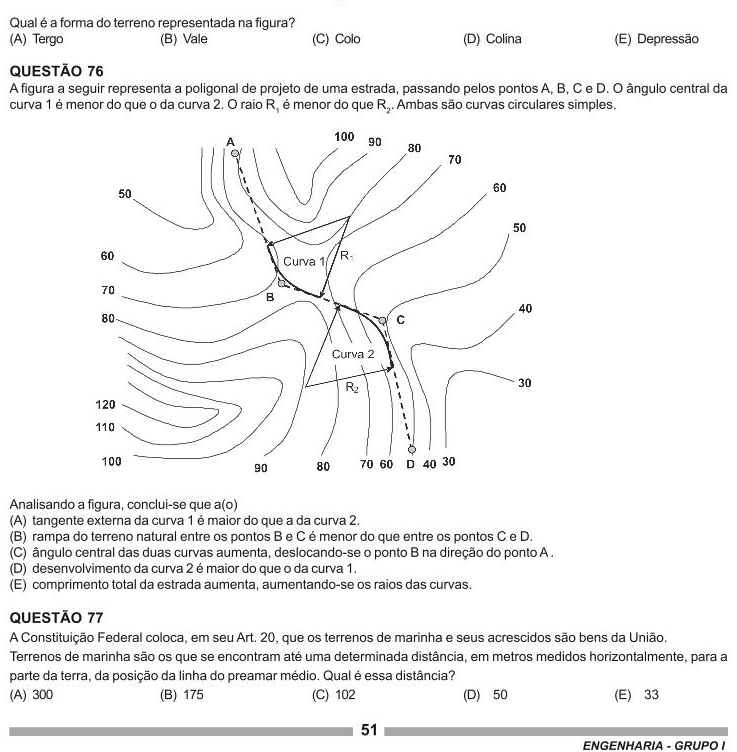 Qual é a forma do terreno representada na figura?
(A) Tergo (B) Vale (C) Colo (D) Colina (E) Depressão
QUESTÃO 76
A figura a seguir representa a poligonal de projeto de uma estrada, passando pelos pontos A, B, C e D. O ângulo central da
curva 1 é menor do que o da curva 2. O raio R₁ é menor do que R₂. Ambas são curvas circulares simples.
A 100 90 80
70
50 60
50
60 Curva 1 R₁
70 B
80 C 40
Curva 2
R₂ 30
120
110
100 90 80 70 60 D 40 30
Analisando a figura, conclui-se que a(o)
(A) tangente externa da curva 1 é maior do que a da curva 2.
(B) rampa do terreno natural entre os pontos B e C é menor do que entre os pontos C e D.
(C) ângulo central das duas curvas aumenta, deslocando-se o ponto B na direção do ponto A.
(D) desenvolvimento da curva 2 é maior do que o da curva 1.
(E) comprimento total da estrada aumenta, aumentando-se os raios das curvas.
QUESTÃO 77
A Constituição Federal coloca, em seu Art. 20, que os terrenos de marinha e seus acrescidos são bens da União.
Terrenos de marinha são os que se encontram até uma determinada distância, em metros medidos horizontalmente, para a
parte da terra, da posição da linha do preamar médio. Qual é essa distância?
(A) 300 (B) 175 (C) 102 (D) 50 (E) 33
51
ENGENHARIA - GRUPO I